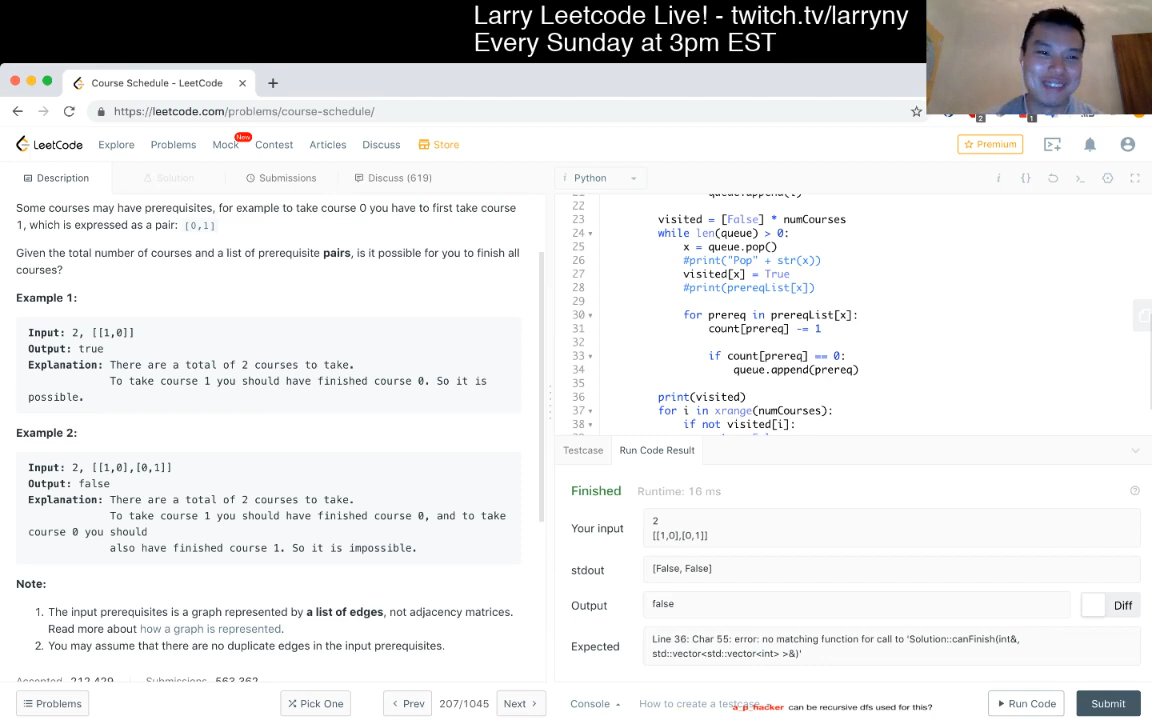 Larry Leetcode Live! - twitch.tv/larryny
Every Sunday at 3pm EST
Course Schedule - LeetCode
https://leetcode.com/problems/course-schedule/
2
1
LeetCode
Explore
Problems
Mock
New
Contest
Articles
Discuss
Store
Premium
Description
Solution
Submissions
Discuss (619)
i Python
Some courses may have prerequisites, for example to take course 0 you have to first take course
1, which is expressed as a pair: [0,1]
Given the total number of courses and a list of prerequisite pairs, is it possible for you to finish all
courses?
Example 1:
Input: 2, [[1,0]]
Output: true
Explanation: There are a total of 2 courses to take.
To take course 1 you should have finished course 0. So it is
possible.
Example 2:
Input: 2, [[1,0],[0,1]]
Output: false
Explanation: There are a total of 2 courses to take.
To take course 1 you should have finished course 0, and to take
course 0 you should
also have finished course 1. So it is impossible.
Note:
1. The input prerequisites is a graph represented by a list of edges, not adjacency matrices.
Read more about how a graph is represented.
2. You may assume that there are no duplicate edges in the input prerequisites.
Accepted 212,429 Submissions 563,362
Problems
Pick One
Prev
207/1045
Next
21 queue.append(i)
22
23 visited = [False] * numCourses
24 while len(queue) > 0:
25 x = queue.pop()
26 #print("Pop" + str(x))
27 visited[x] = True
28 #print(prereqList[x])
29
30 for prereq in prereqList[x]:
31 count[prereq] -= 1
32
33 if count[prereq] == 0:
34 queue.append(prereq)
35
36 print(visited)
37 for i in xrange(numCourses):
38 if not visited[i]:
Testcase
Run Code Result
Finished
Runtime: 16 ms
Your input
2
[[1,0],[0,1]]
stdout
[False, False]
Output
false
Diff
Expected
Line 36: Char 55: error: no matching function for call to 'Solution::canFinish(int&,
std::vector<std::vector<int> >&)'
Console
How to create a testcase
a_p_hacker can be recursive dfs used for this?
Run Code
Submit